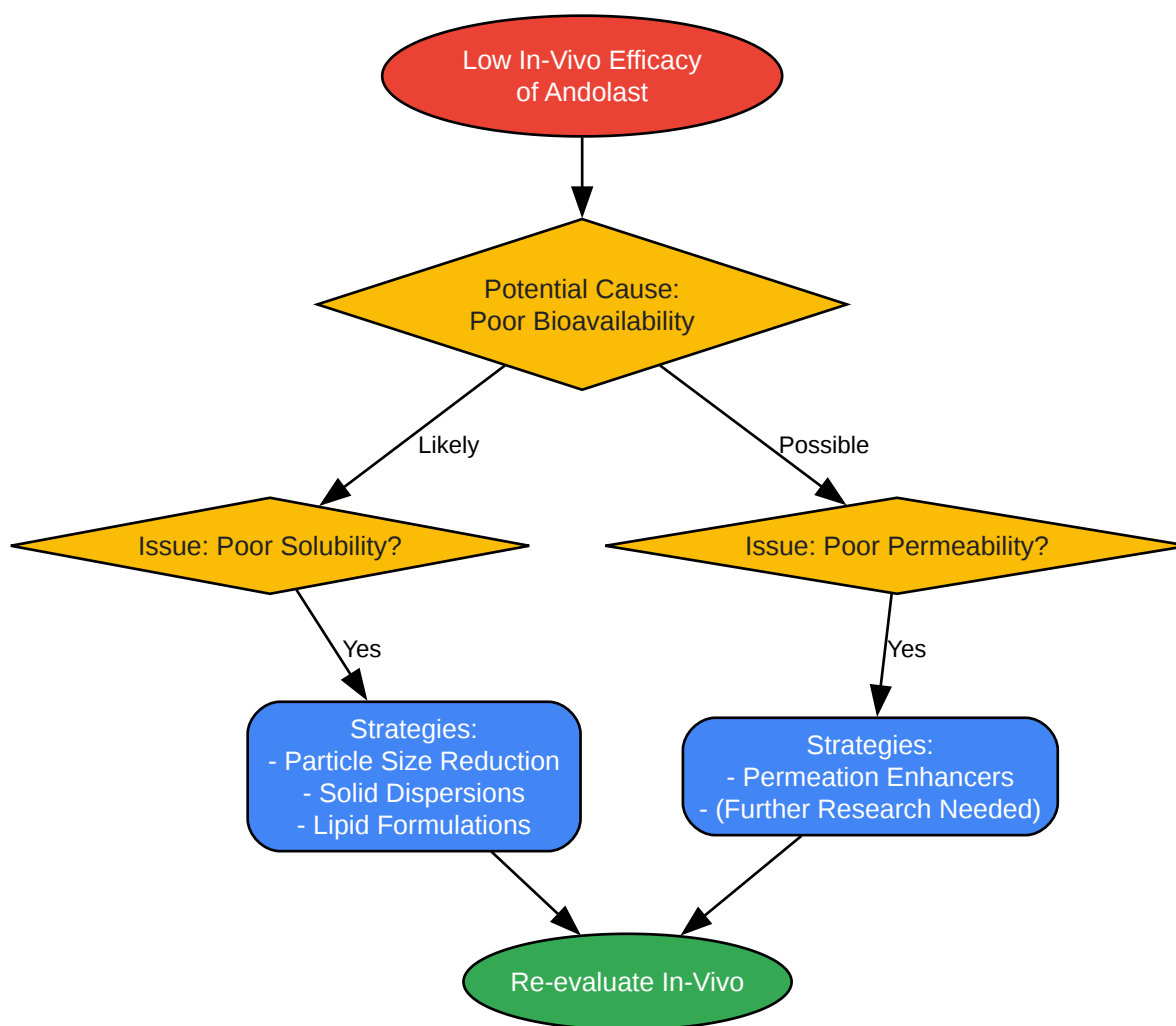 Low In-Vivo Efficacy
of Andolast
Potential Cause:
Poor Bioavailability
Likely
Possible
Issue: Poor Solubility?
Issue: Poor Permeability?
Yes
Yes
Strategies:
- Particle Size Reduction
- Solid Dispersions
- Lipid Formulations
Strategies:
- Permeation Enhancers
- (Further Research Needed)
Re-evaluate In-Vivo